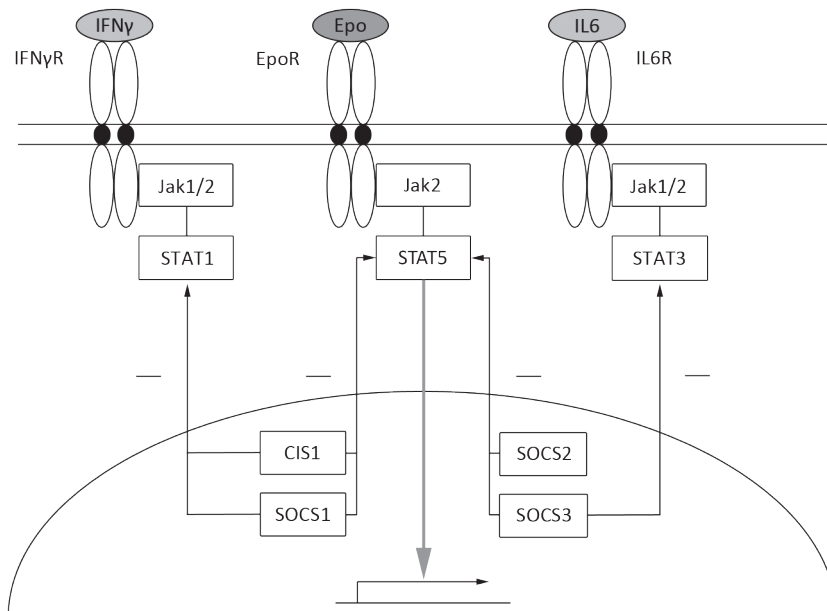 IFNγ
Epo
IL6
IFNγR
EpoR
IL6R
Jak1/2
Jak2
Jak1/2
STAT1
STAT5
STAT3
CIS1
SOCS2
SOCS1
SOCS3